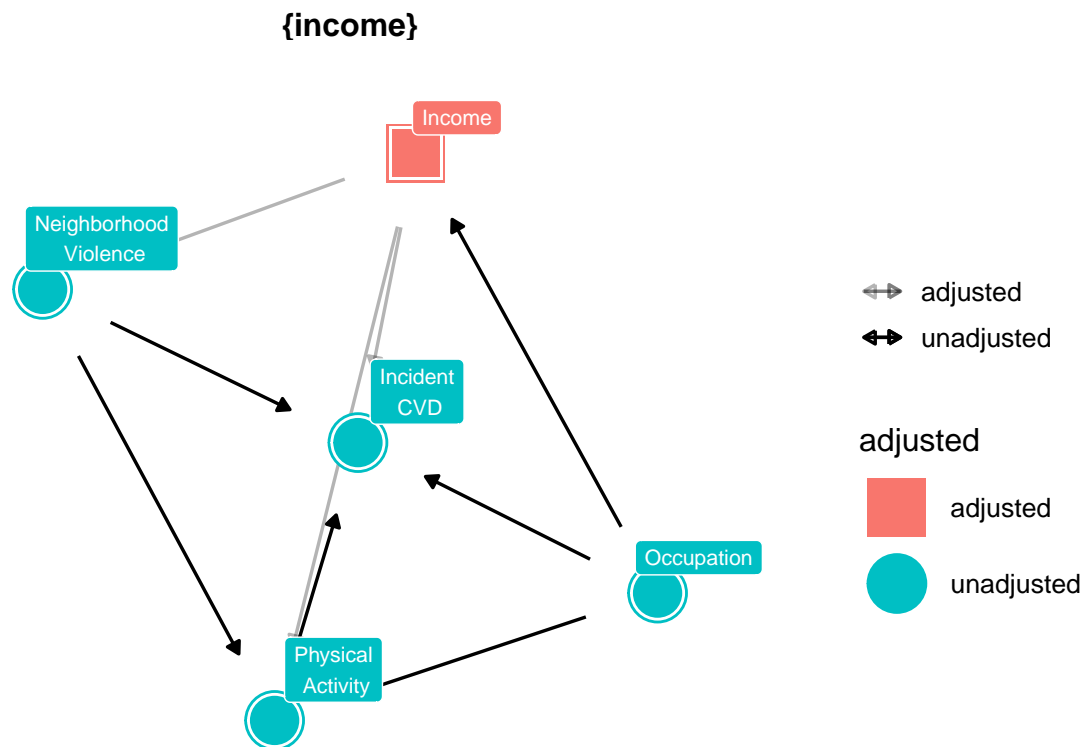 {income}
Income
Neighborhood
Violence
adjusted
unadjusted
Incident
CVD
adjusted
adjusted
Occupation
unadjusted
Physical
Activity